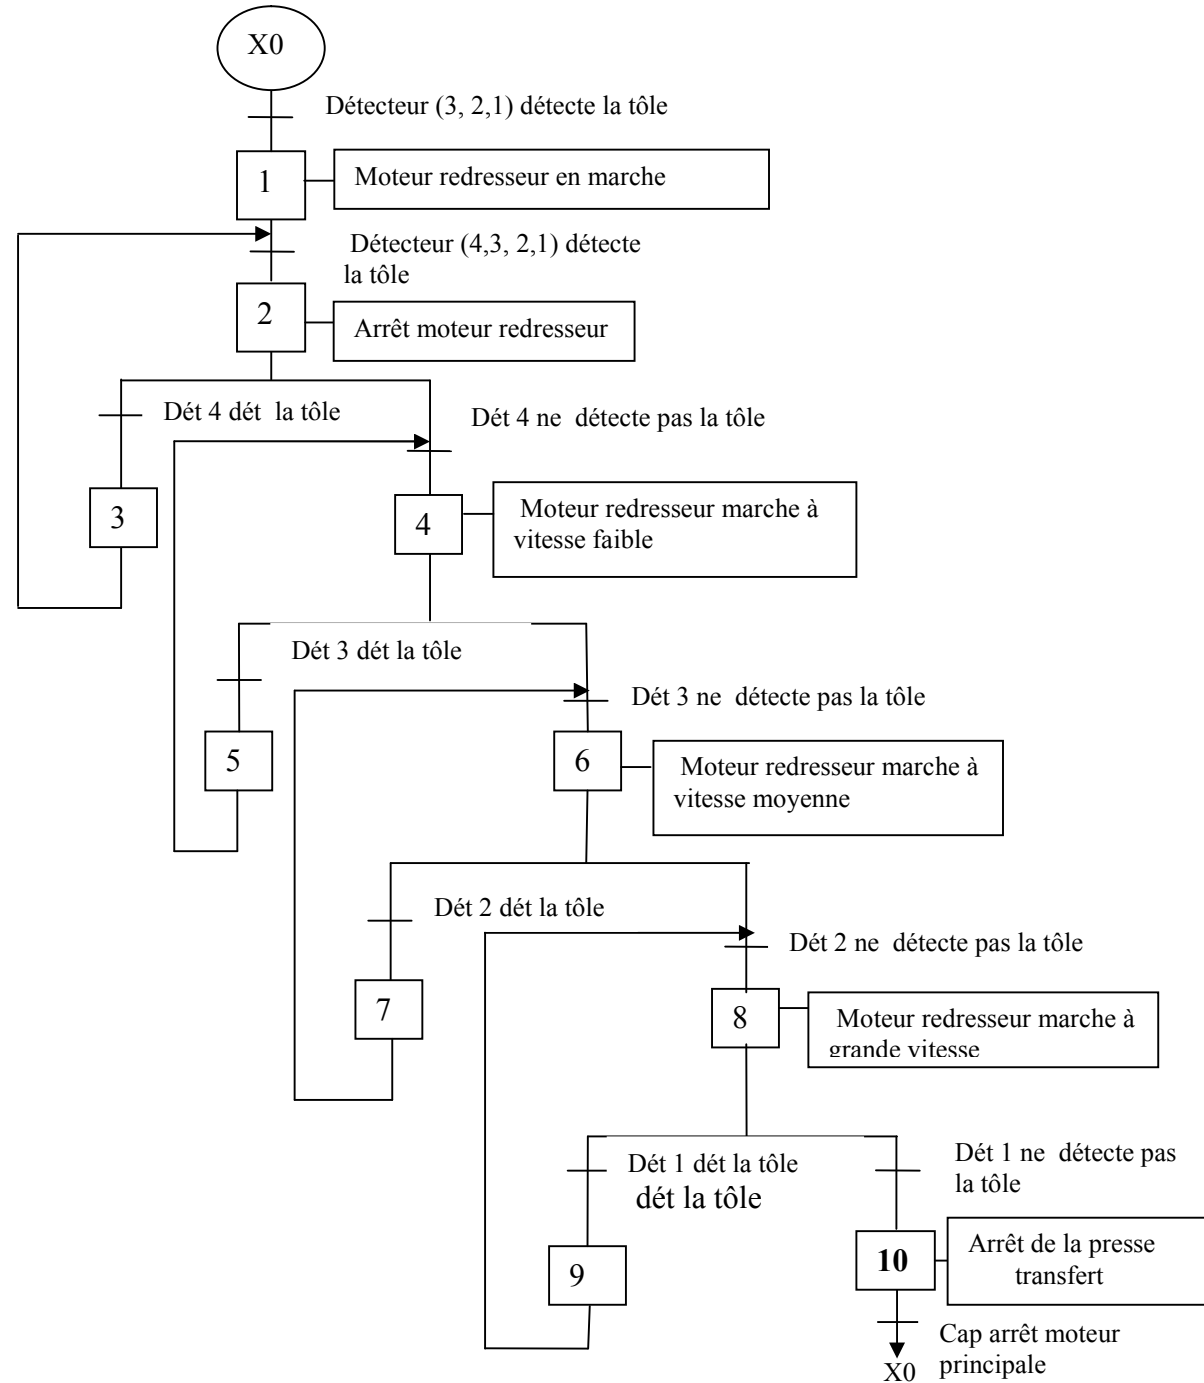 X0
Détecteur (3, 2,1) détecte la tôle
1
Moteur redresseur en marche
Détecteur (4,3, 2,1) détecte
la tôle
2
Arrêt moteur redresseur
Dét 4 dét la tôle
Dét 4 ne détecte pas la tôle
3
4
Moteur redresseur marche à
vitesse faible
Dét 3 dét la tôle
Dét 3 ne détecte pas la tôle
5
6
Moteur redresseur marche à
vitesse moyenne
Dét 2 dét la tôle
Dét 2 ne détecte pas la tôle
7
8
Moteur redresseur marche à
grande vitesse
Dét 1 dét la tôle
dét la tôle
Dét 1 ne détecte pas
la tôle
9
10
Arrêt de la presse
transfert
Cap arrêt moteur
principale
X0